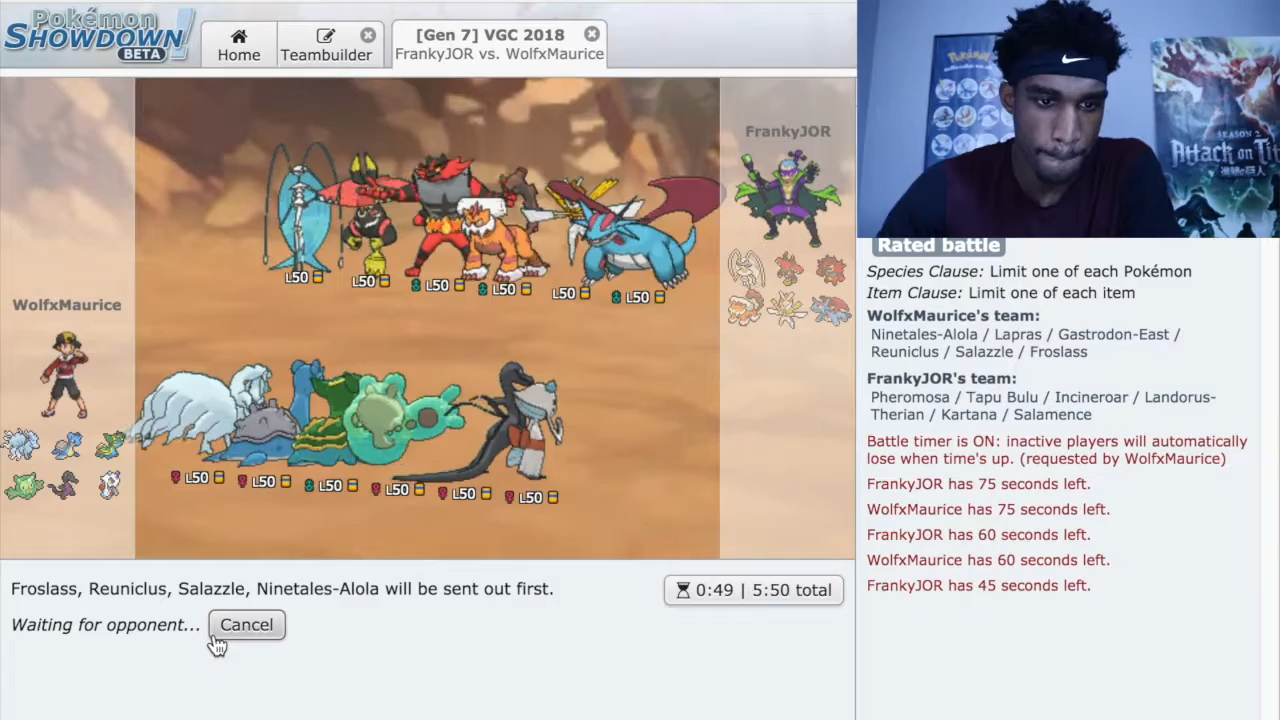 Pokémon
SHOWDOWN!
BETA
Home
Teambuilder
[Gen 7] VGC 2018
FrankyJOR vs. WolfxMaurice
FrankyJOR
WolfxMaurice
L50
L50
L50
L50
L50
L50
L50
L50
L50
L50
L50
L50
Froslass, Reuniclus, Salazzle, Ninetales-Alola will be sent out first.
0:49 | 5:50 total
Waiting for opponent...
Cancel
SEASON 2
Attack on Tit
Rated battle
Species Clause: Limit one of each Pokémon
Item Clause: Limit one of each item
WolfxMaurice's team:
Ninetales-Alola / Lapras / Gastrodon-East /
Reuniclus / Salazzle / Froslass
FrankyJOR's team:
Pheromosa / Tapu Bulu / Incineroar / Landorus-
Therian / Kartana / Salamence
Battle timer is ON: inactive players will automatically
lose when time's up. (requested by WolfxMaurice)
FrankyJOR has 75 seconds left.
WolfxMaurice has 75 seconds left.
FrankyJOR has 60 seconds left.
WolfxMaurice has 60 seconds left.
FrankyJOR has 45 seconds left.